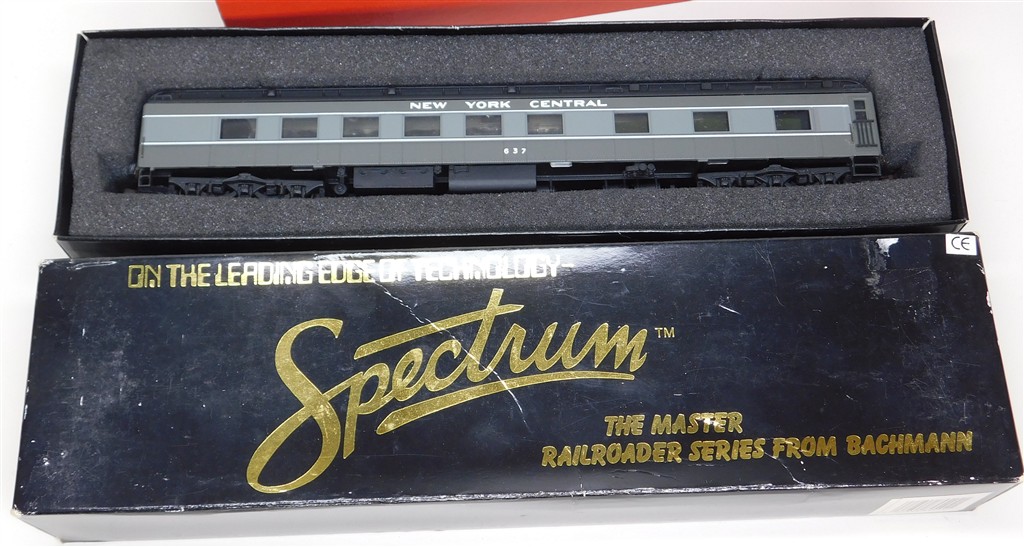 NEW YORK CENTRAL
637
CE
ON THE LEADING EDGE OF TECHNOLOGY—
Spectrum™
THE MASTER
RAILROADER SERIES FROM BACHMANN